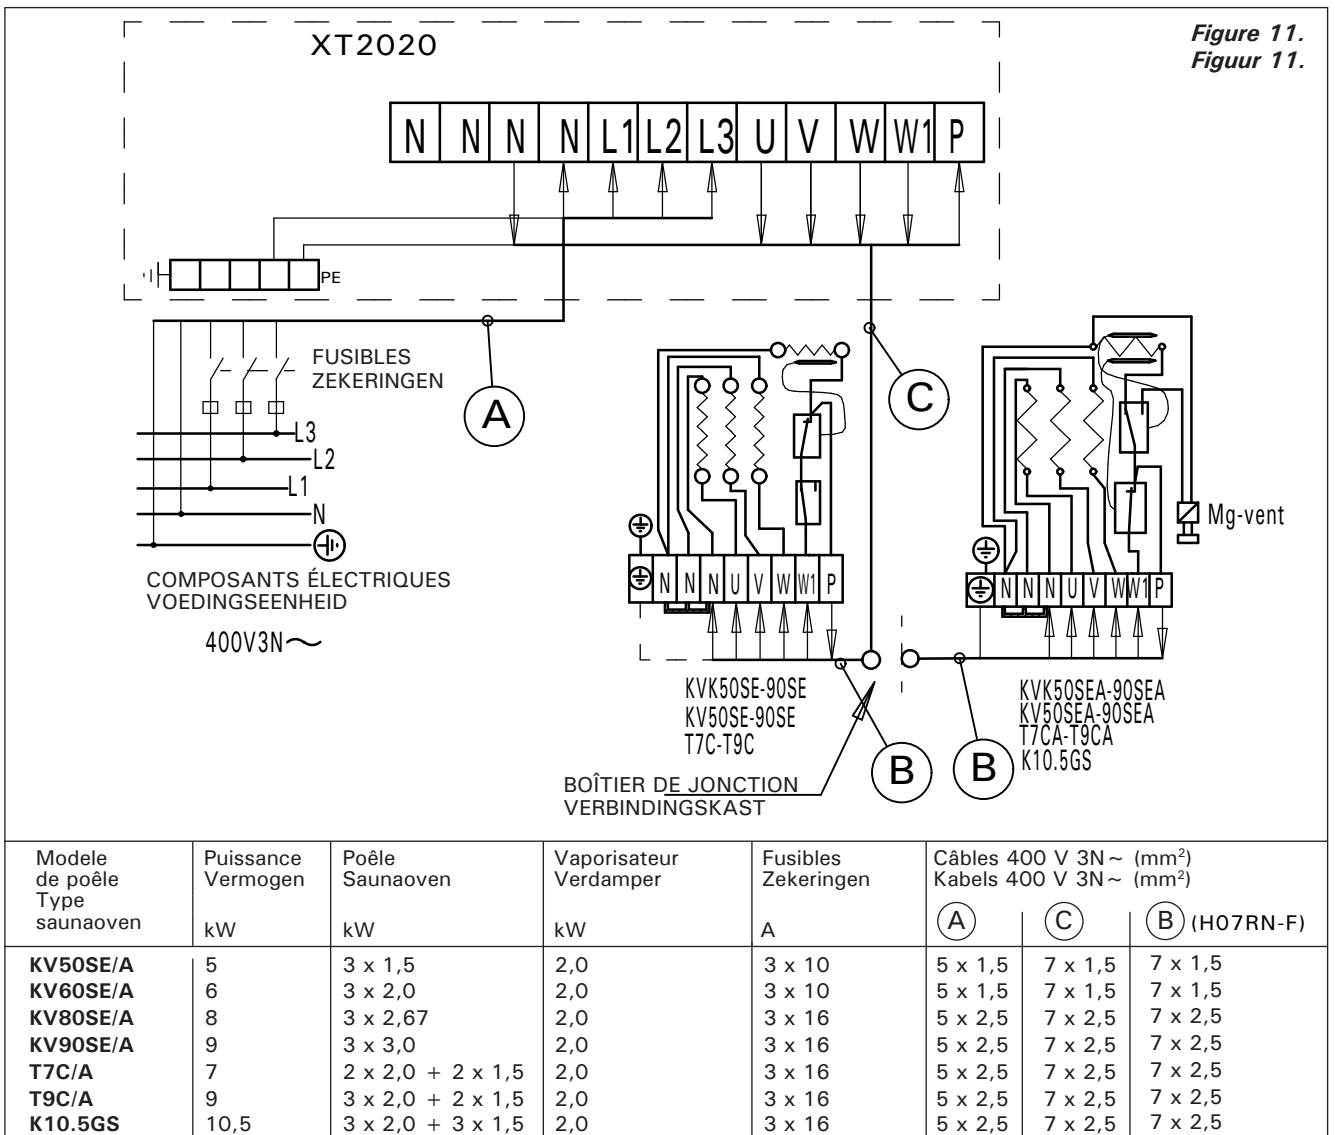 XT2020
Figure 11.
Figuur 11.
N N N N L1 L2 L3 U V W W1 P
PE
FUSIBLES
ZEKERINGEN
A
C
L3
L2
L1
N
COMPOSANTS ÉLECTRIQUES
VOEDINGSEENHEID
400V3N~
N N N U V W W1 P
KVK50SE-90SE
KV50SE-90SE
T7C-T9C
B
BOÎTIER DE JONCTION
VERBINDINGSKAST
Mg-vent
N N N U V W W1 P
KVK50SEA-90SEA
KV50SEA-90SEA
T7CA-T9CA
K10.5GS
B
Modele
de poêle
Type
saunaoven
Puissance
Vermogen
kW
Poêle
Saunaoven
kW
Vaporisateur
Verdamper
kW
Fusibles
Zekeringen
A
Câbles 400 V 3N~ (mm²)
Kabels 400 V 3N~ (mm²)
A C B (H07RN-F)
KV50SE/A 5 3 x 1,5 2,0 3 x 10 5 x 1,5 7 x 1,5 7 x 1,5
KV60SE/A 6 3 x 2,0 2,0 3 x 10 5 x 1,5 7 x 1,5 7 x 1,5
KV80SE/A 8 3 x 2,67 2,0 3 x 16 5 x 2,5 7 x 2,5 7 x 2,5
KV90SE/A 9 3 x 3,0 2,0 3 x 16 5 x 2,5 7 x 2,5 7 x 2,5
T7C/A 7 2 x 2,0 + 2 x 1,5 2,0 3 x 16 5 x 2,5 7 x 2,5 7 x 2,5
T9C/A 9 3 x 2,0 + 2 x 1,5 2,0 3 x 16 5 x 2,5 7 x 2,5 7 x 2,5
K10.5GS 10,5 3 x 2,0 + 3 x 1,5 2,0 3 x 16 5 x 2,5 7 x 2,5 7 x 2,5